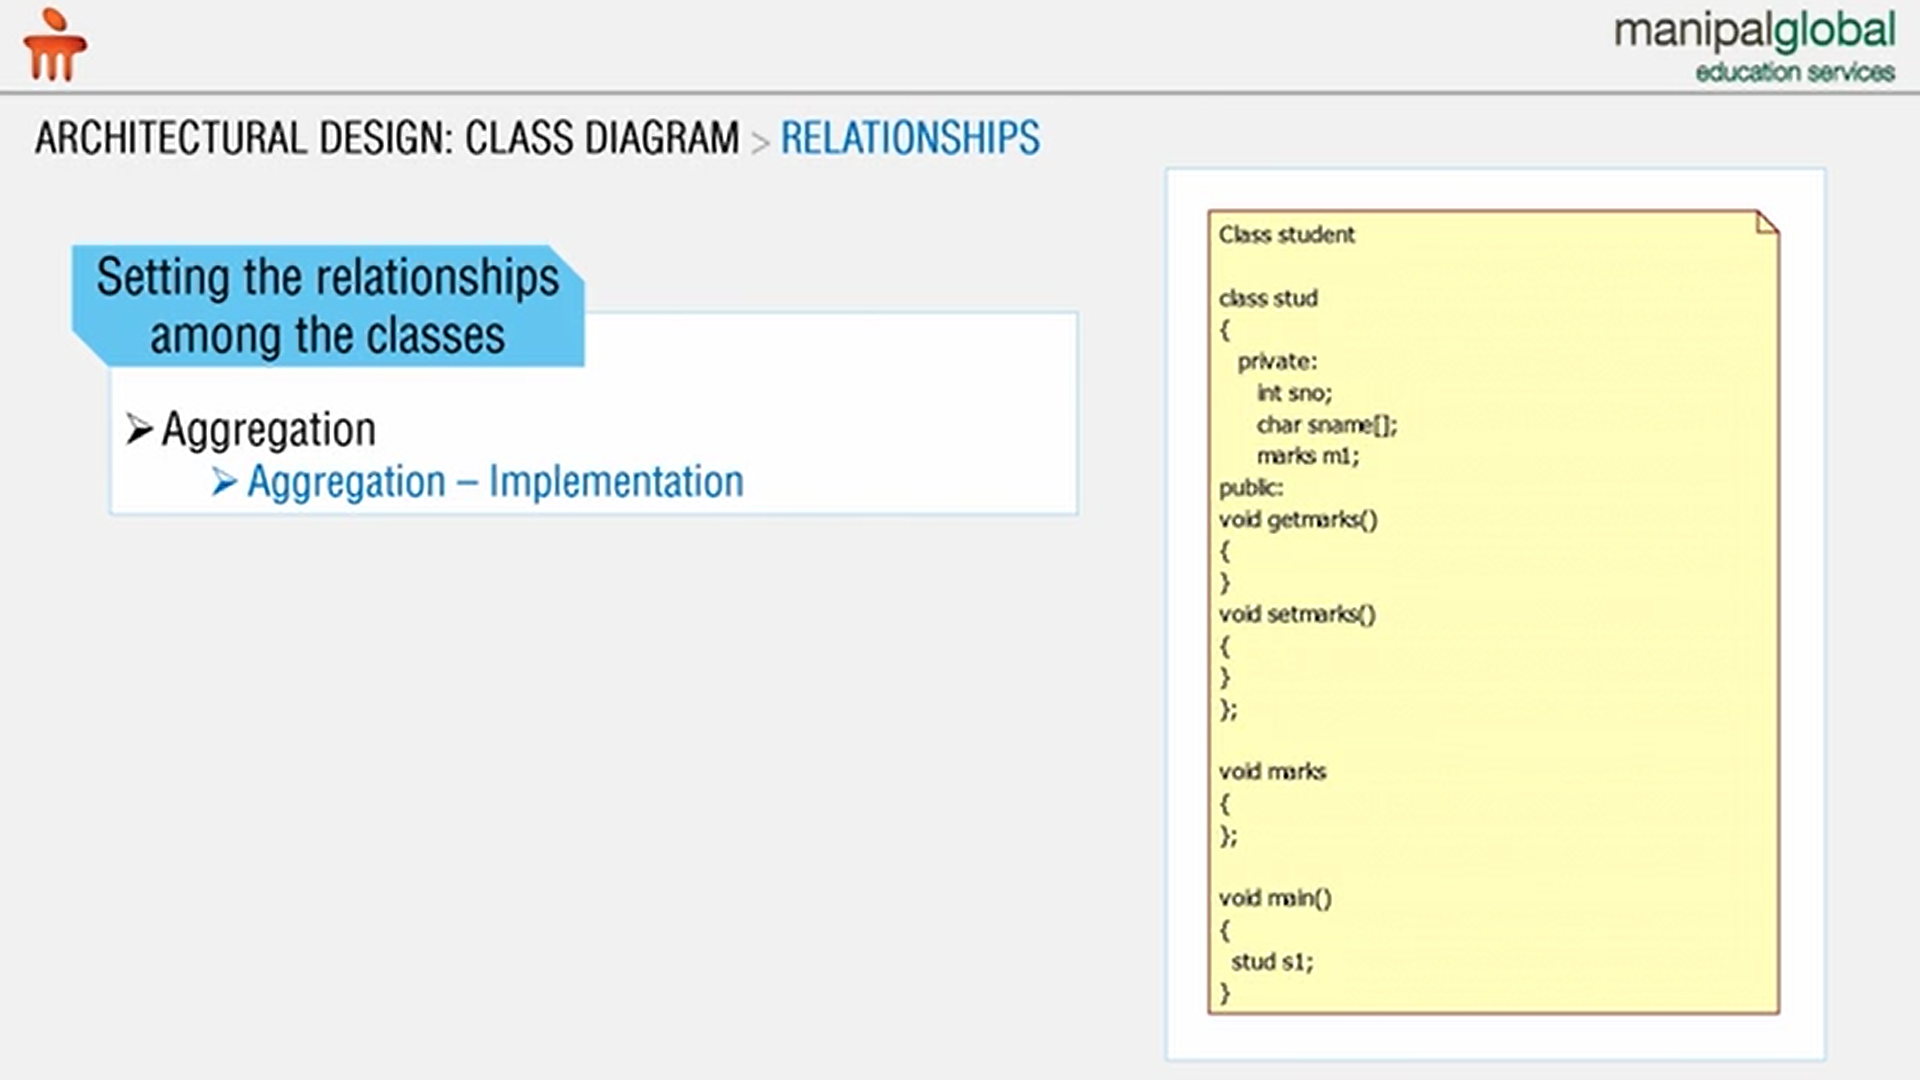 manipalglobal
education services
ARCHITECTURAL DESIGN: CLASS DIAGRAM > RELATIONSHIPS
Setting the relationships
among the classes
➢ Aggregation
➢ Aggregation – Implementation
Class student
class stud
{
private:
int sno;
char sname[];
marks m1;
public:
void getmarks()
{
}
void setmarks()
{
}
};
void marks
{
};
void main()
{
stud s1;
}